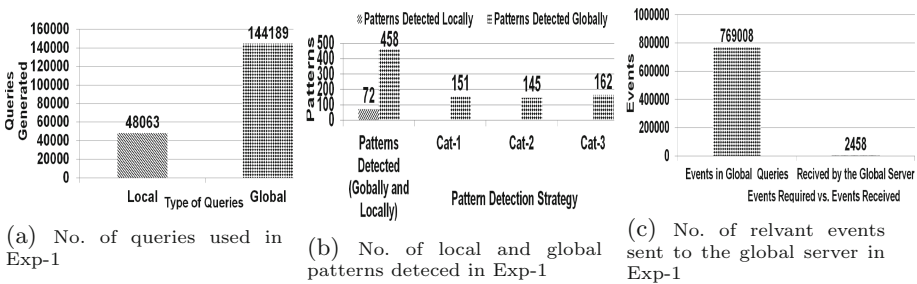 160000
140000
120000
100000
80000
60000
40000
20000
0
Queries
Generated
144189
48063
Local
Type of Queries
Global
(a) No. of queries used in
Exp-1
Patterns Detected Locally
Patterns Detected Globally
500
400
300
200
100
0
Patterns
458
72
151
145
162
Patterns
Detected
(Gobally and
Locally)
Cat-1
Cat-2
Cat-3
Pattern Detection Strategy
(b) No. of local and global
patterns deteced in Exp-1
1000000
800000
600000
400000
200000
0
Events
769008
2458
Events in Global Queries
Recived by the Global Server
Events Required vs. Events Received
(c) No. of relvant events
sent to the global server in
Exp-1